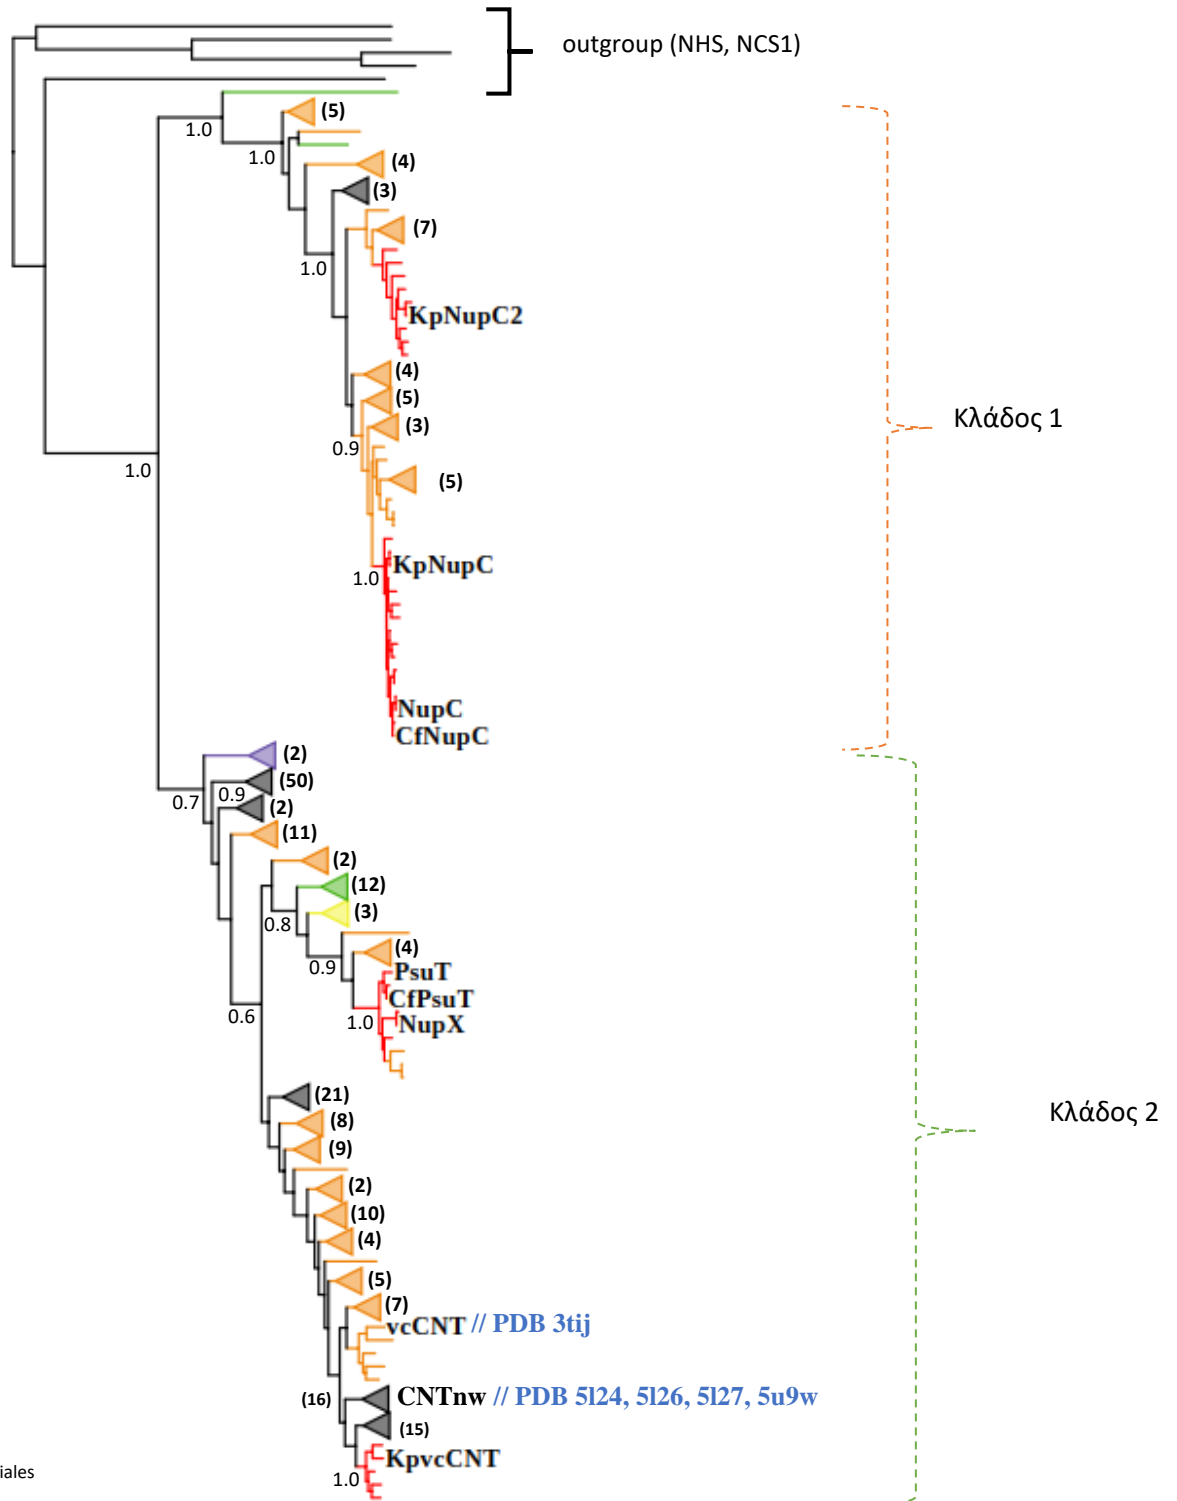 outgroup (NHS, NCS1)
(5)
1.0
1.0
(4)
(3)
(7)
1.0
KpNupC2
(4)
(5)
(3)
Κλάδος 1
0.9
1.0
(5)
KpNupC
1.0
NupC
CfNupC
(2)
(50)
0.9
0.7
(2)
(11)
(2)
(12)
(3)
0.8
(4)
0.9
PsuT
CfPsuT
0.6
1.0
NupX
(21)
Κλάδος 2
(8)
(9)
(2)
(10)
(4)
(5)
(7)
vcCNT // PDB 3tij
(16)
CNTnw // PDB 5l24, 5l26, 5l27, 5u9w
(15)
KpvcCNT
iales
1.0